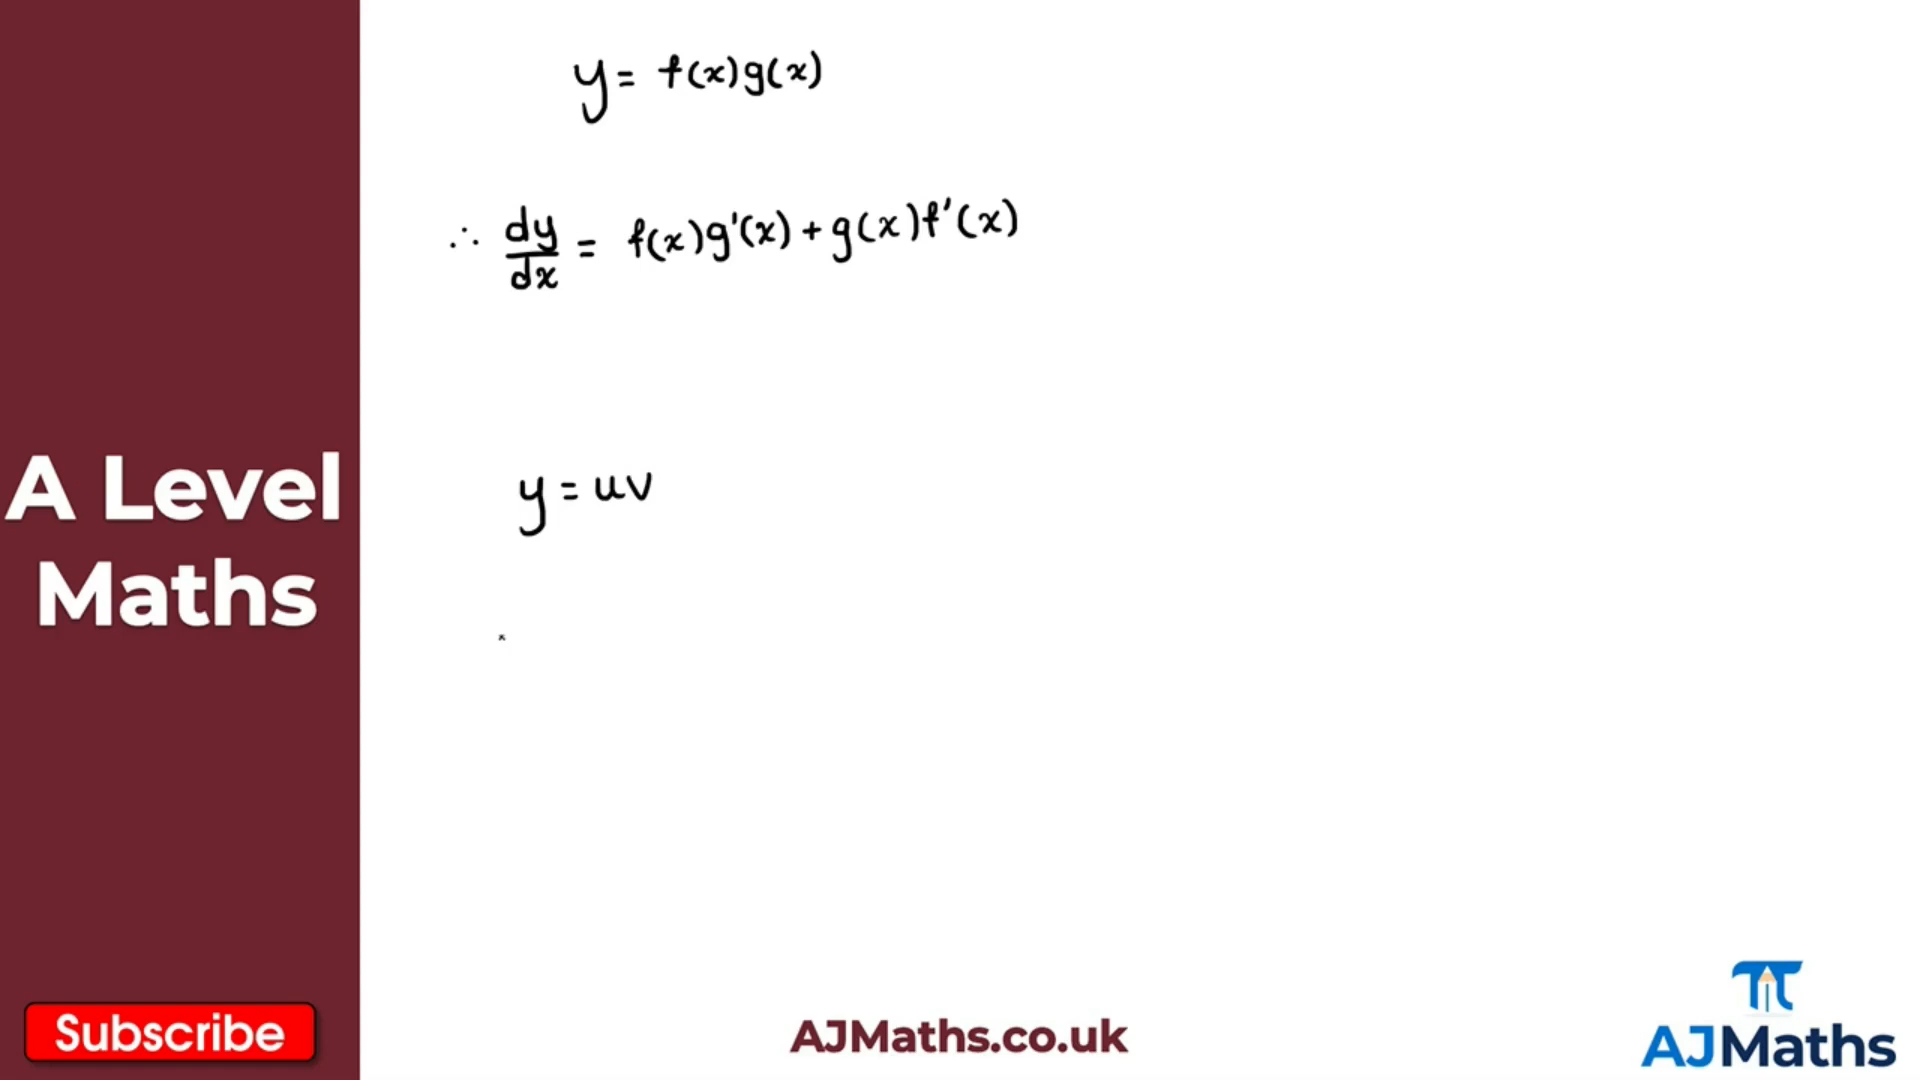 y = f(x)g(x)
∴ dy/dx = f(x)g'(x) + g(x)f'(x)
A Level
Maths
y = uv
Subscribe
AJMaths.co.uk
AJMaths